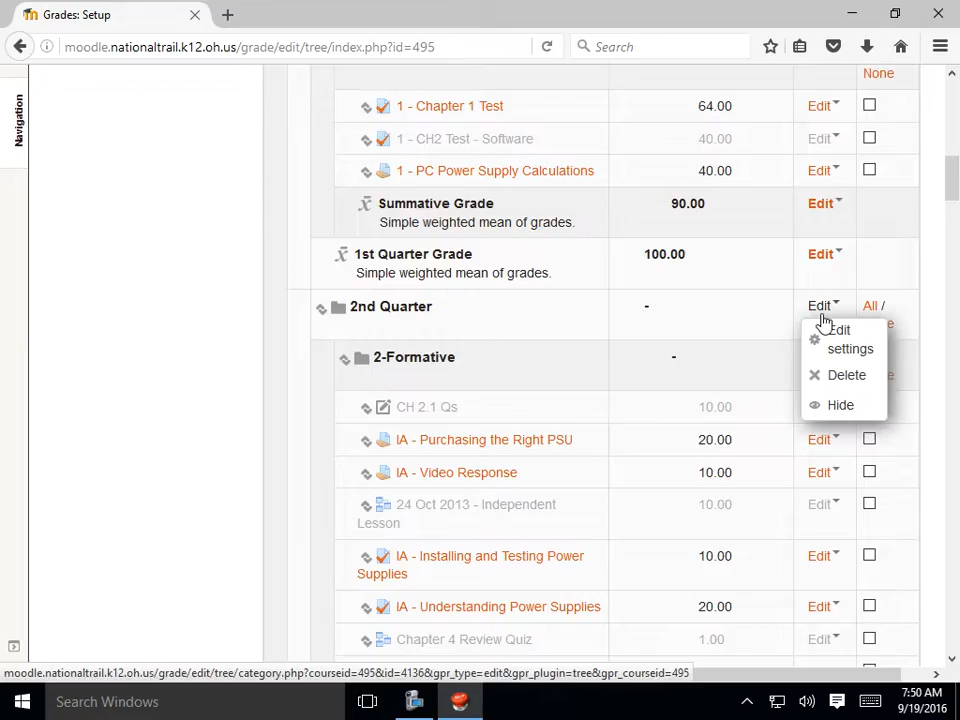 Grades: Setup
moodle.nationaltrail.k12.oh.us/grade/edit/tree/index.php?id=495
Search
Navigation
None
1 - Chapter 1 Test 64.00 Edit
1 - CH2 Test - Software 40.00 Edit
1 - PC Power Supply Calculations 40.00 Edit
Summative Grade 90.00 Edit
Simple weighted mean of grades.
1st Quarter Grade 100.00 Edit
Simple weighted mean of grades.
2nd Quarter - Edit All /
Edit
settings
2-Formative -
Delete
Hide
CH 2.1 Qs 10.00
IA - Purchasing the Right PSU 20.00 Edit
IA - Video Response 10.00 Edit
24 Oct 2013 - Independent 10.00 Edit
Lesson
IA - Installing and Testing Power 10.00 Edit
Supplies
IA - Understanding Power Supplies 20.00 Edit
Chapter 4 Review Quiz 1.00 Edit
moodle.nationaltrail.k12.oh.us/grade/edit/tree/category.php?courseid=495&id=4136&gpr_type=edit&gpr_plugin=tree&gpr_courseid=495
Search Windows
7:50 AM
9/19/2016